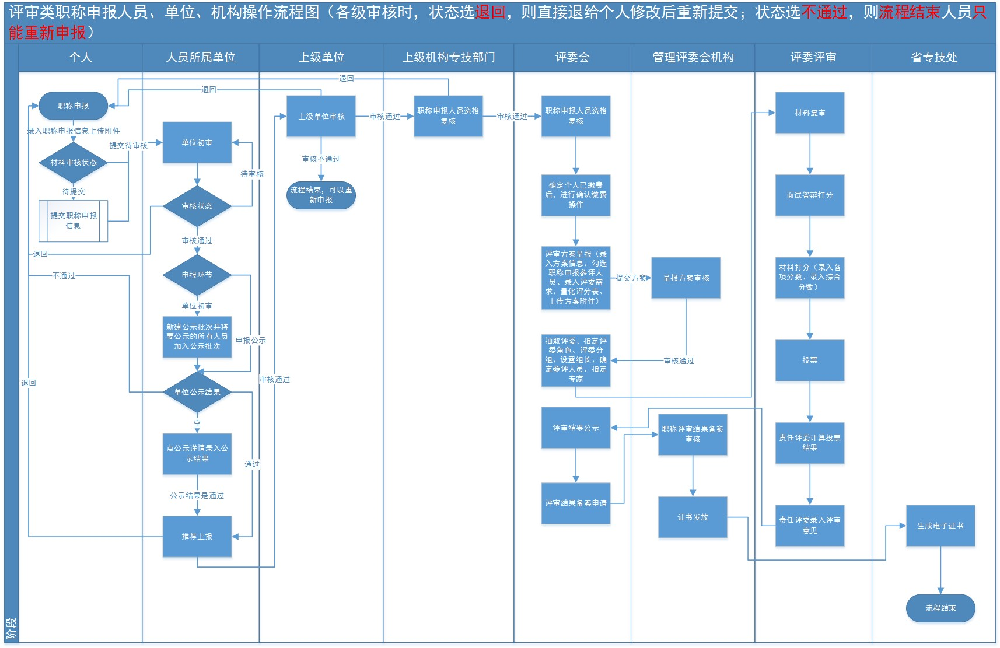 评审类职称申报人员、单位、机构操作流程图（各级审核时，状态选退回，则直接退给个人修改后重新提交；状态选不通过，则流程结束人员只
能重新申报）
阶段
个人
人员所属单位
上级单位
上级机构专技部门
评委会
管理评委会机构
评委评审
省专技处
职称申报
录入职称申报信息上传附件
材料审核状态
待提交
提交职称申报
信息
提交待审核
退回
不通过
退回
单位初审
待审核
审核状态
审核通过
申报环节
单位初审
新建公示批次并将
要公示的所有人员
加入公示批次
申报公示
单位公示结果
空
点公示详情录入公
示结果
通过
公示结果是通过
推荐上报
审核通过
退回
退回
上级单位审核
审核不通过
流程结束，可以重
新申报
审核通过
职称申报人员资格
复核
审核通过
职称申报人员资格
复核
确定个人已缴费
后，进行确认缴费
操作
评审方案呈报（录
入方案信息、勾选
职称申报参评人
员、录入评委需
求、量化评分表、
上传方案附件）
提交方案
呈报方案审核
审核通过
抽取评委、指定评
委角色、评委分
组、设置组长、确
定参评人员、指定
专家
材料复审
面试答辩打分
材料打分（录入各
项分数、录入综合
分数）
投票
责任评委计算投票
结果
责任评委录入评审
意见
评审结果公示
评审结果备案申请
职称评审结果备案
审核
证书发放
生成电子证书
流程结束